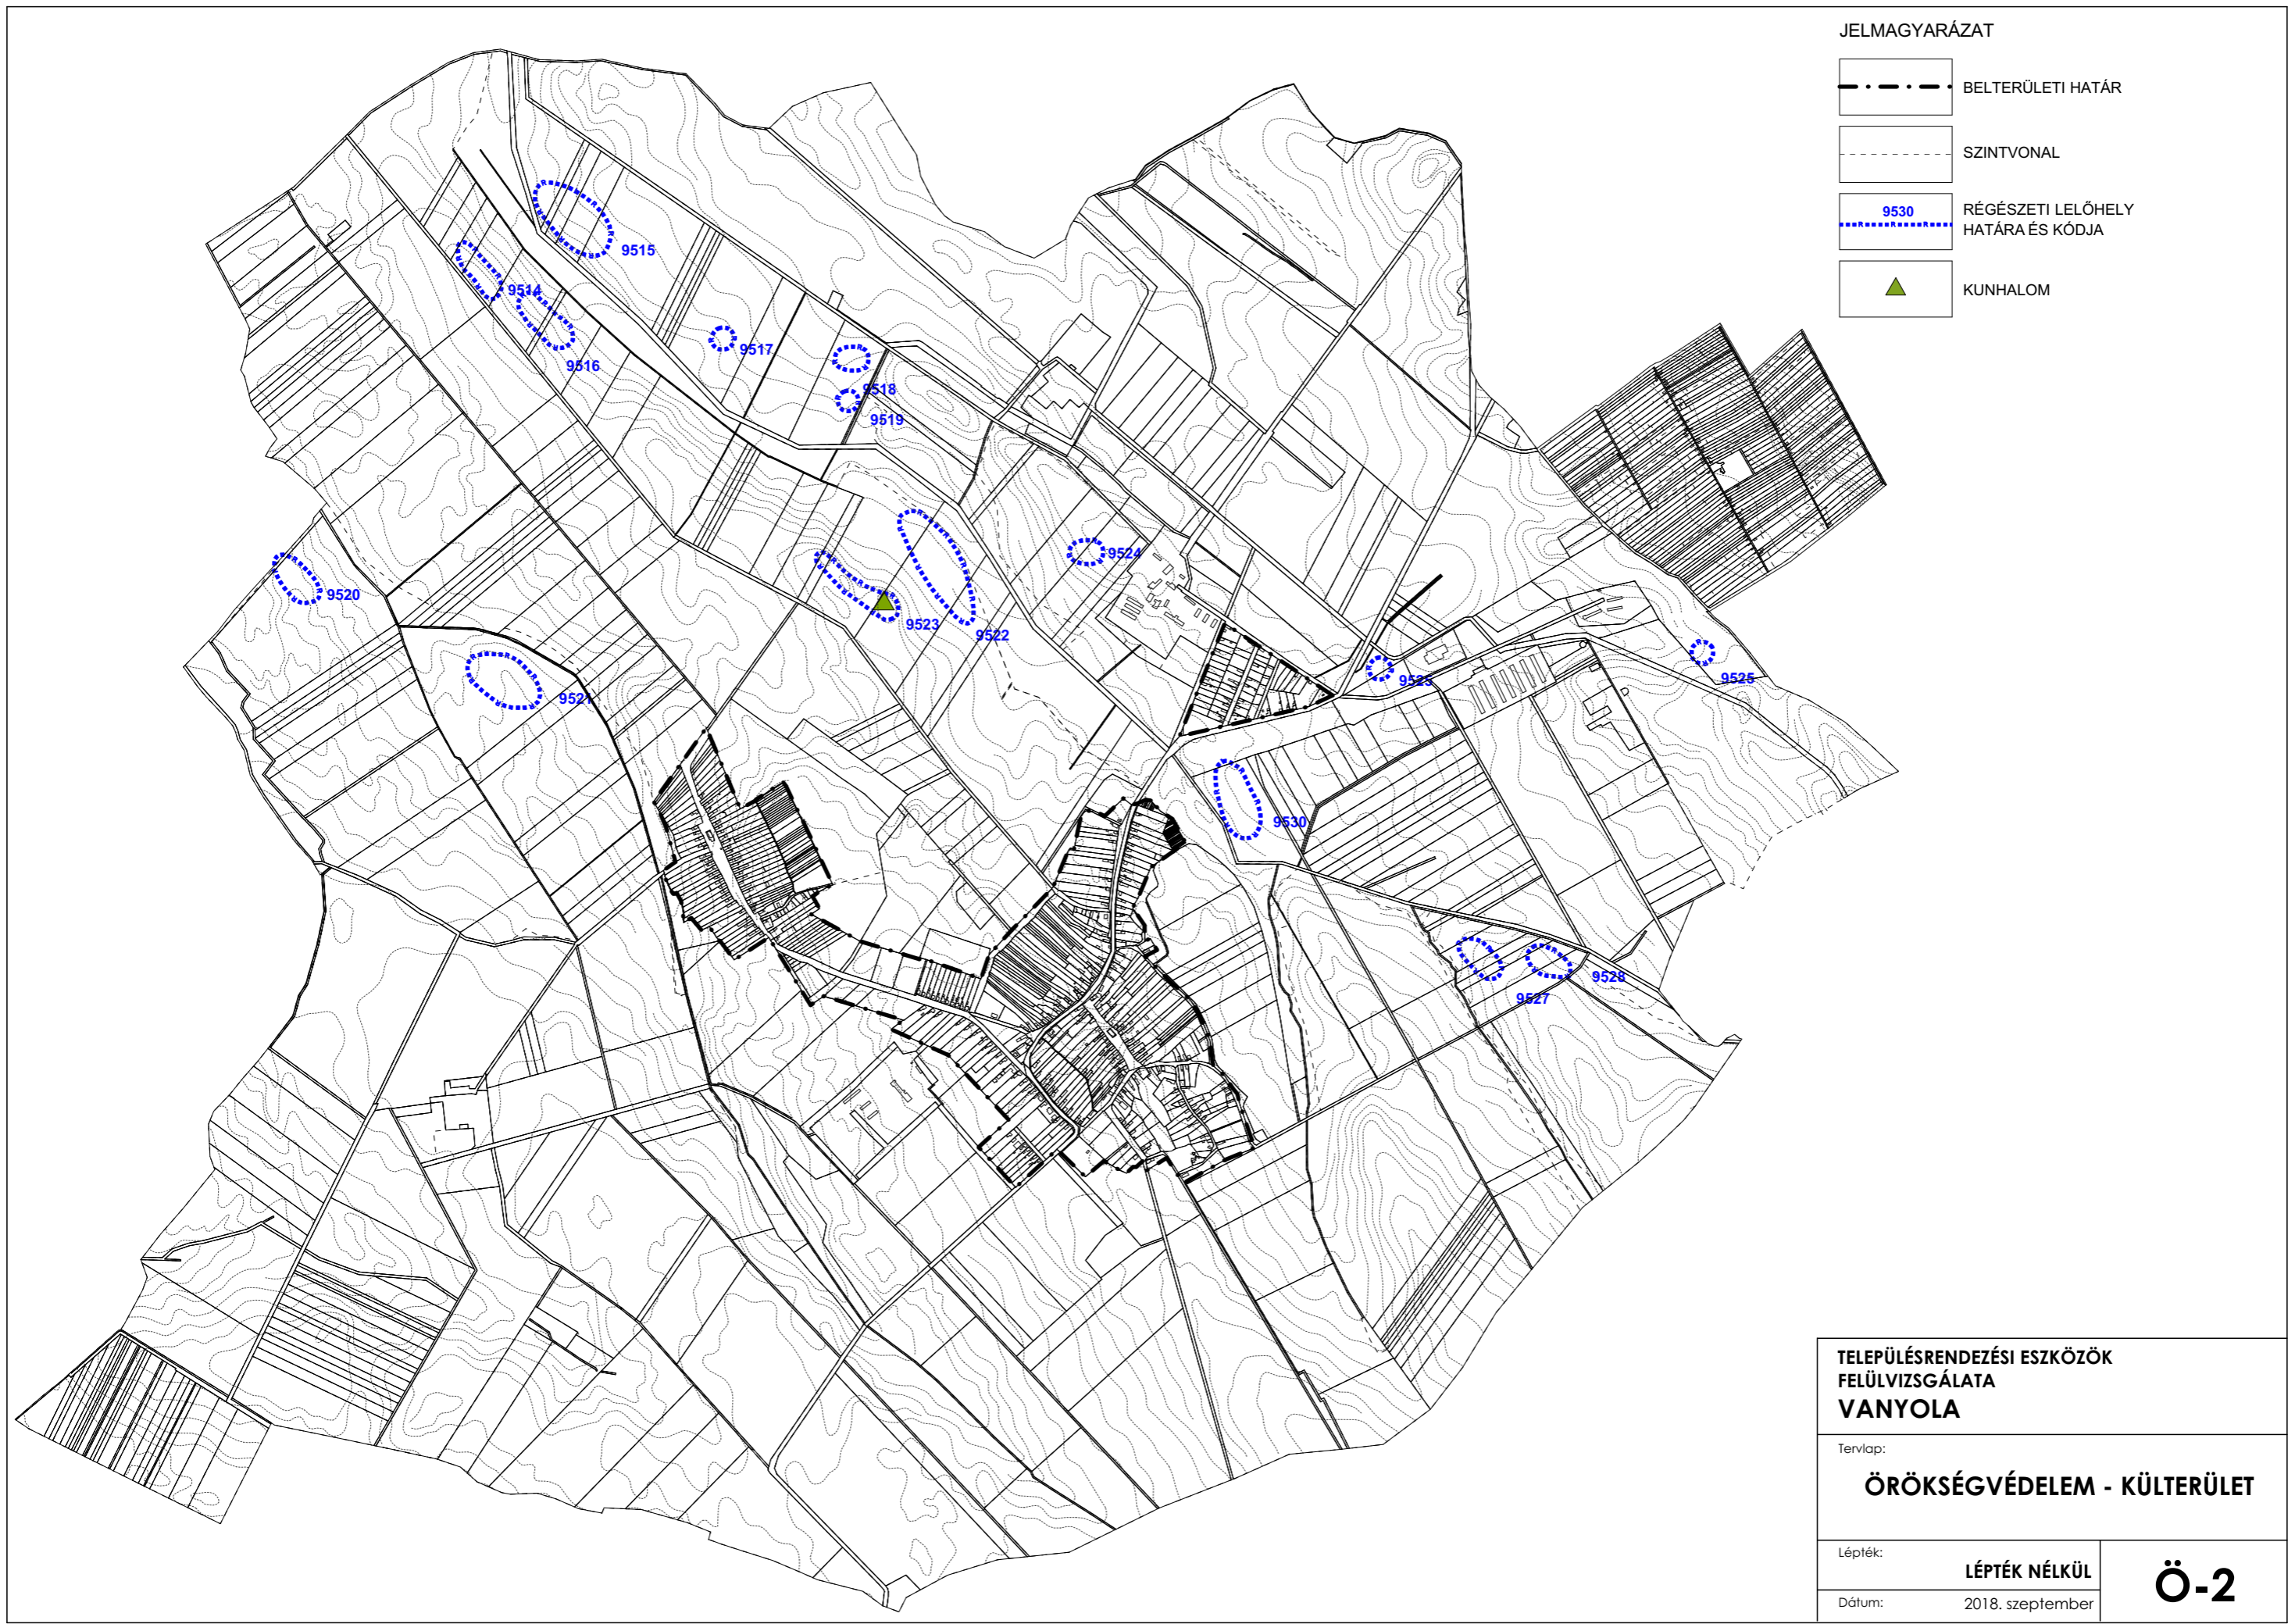 JELMAGYARÁZAT
BELTERÜLETI HATÁR
SZINTVONAL
9530
RÉGÉSZETI LELŐHELY
HATÁRA ÉS KÓDJA
KUNHALOM
9515
9514
9516
9517
9518
9519
9520
9521
9523
9522
9524
9525
9525
9530
9528
9527
TELEPÜLÉSRENDEZÉSI ESZKÖZÖK
FELÜLVIZSGÁLATA
VANYOLA
Tervlap:
ÖRÖKSÉGVÉDELEM - KÜLTERÜLET
Lépték:
LÉPTÉK NÉLKÜL
Dátum:
2018. szeptember
Ö-2